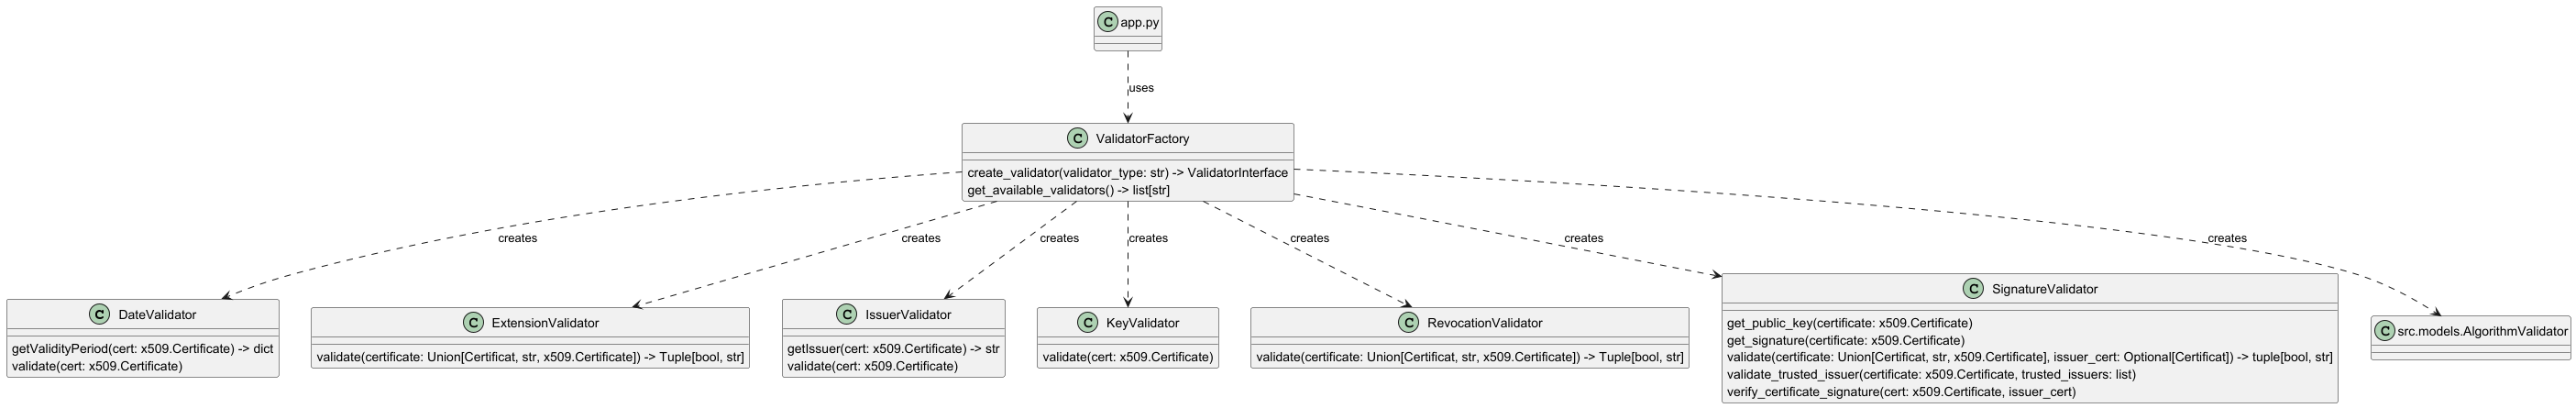 C app.py
uses
C ValidatorFactory
create_validator(validator_type: str) -> ValidatorInterface
get_available_validators() -> list[str]
creates creates creates creates creates creates creates
C DateValidator
getValidityPeriod(cert: x509.Certificate) -> dict
validate(cert: x509.Certificate)
C ExtensionValidator
validate(certificate: Union[Certificat, str, x509.Certificate]) -> Tuple[bool, str]
C IssuerValidator
getIssuer(cert: x509.Certificate) -> str
validate(cert: x509.Certificate)
C KeyValidator
validate(cert: x509.Certificate)
C RevocationValidator
validate(certificate: Union[Certificat, str, x509.Certificate]) -> Tuple[bool, str]
C SignatureValidator
get_public_key(certificate: x509.Certificate)
get_signature(certificate: x509.Certificate)
validate(certificate: Union[Certificat, str, x509.Certificate], issuer_cert: Optional[Certificat]) -> tuple[bool, str]
validate_trusted_issuer(certificate: x509.Certificate, trusted_issuers: list)
verify_certificate_signature(cert: x509.Certificate, issuer_cert)
C src.models.AlgorithmValidator